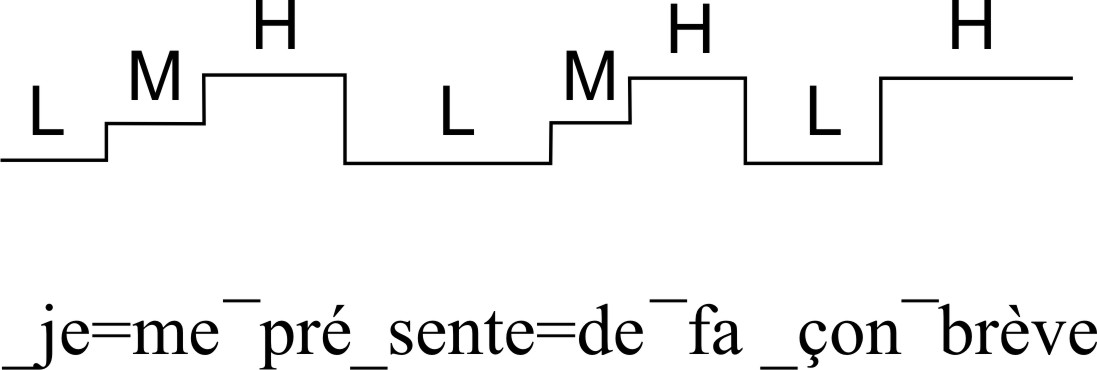 L M H L M H L H
_je=me¯pré_sente=de¯fa _çon¯brève